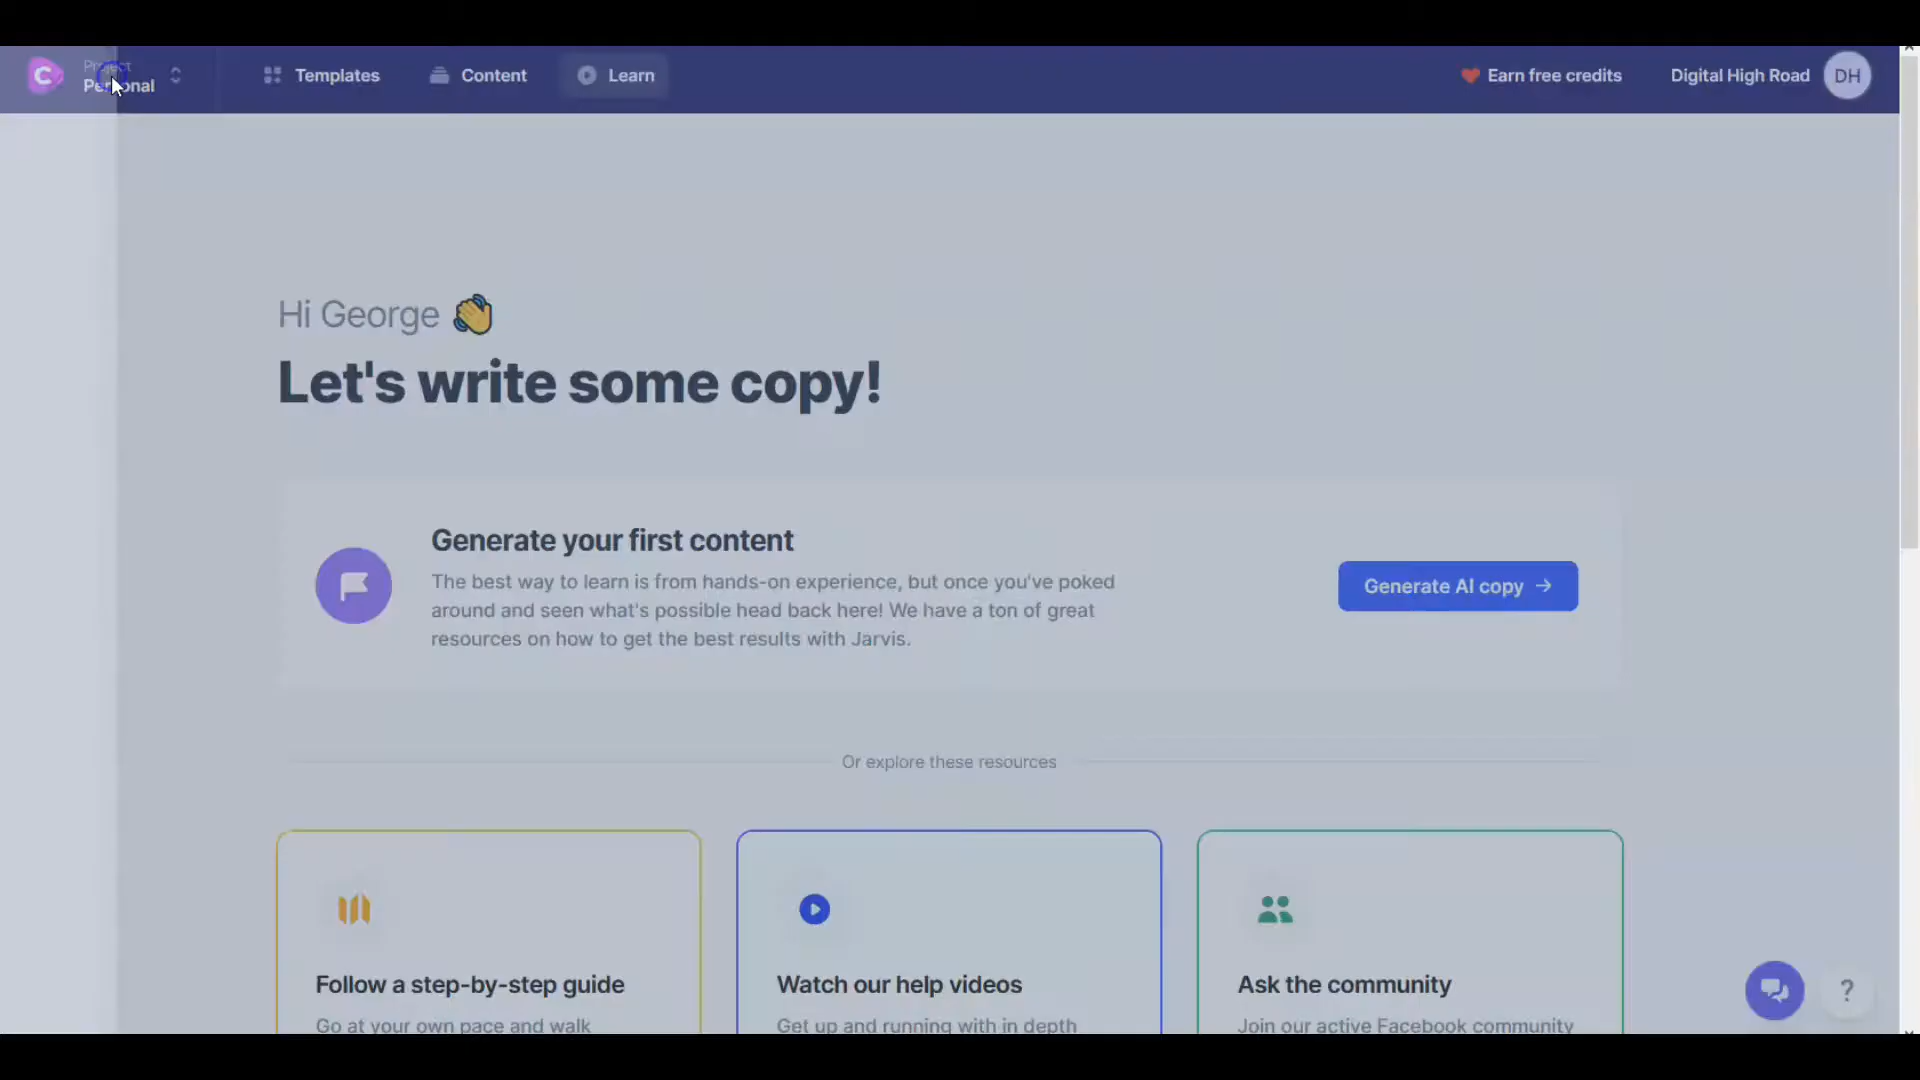 C
Project
Personal
Templates
Content
Learn
Earn free credits
Digital High Road
DH
Hi George
Let's write some copy!
Generate your first content
The best way to learn is from hands-on experience, but once you've poked
around and seen what's possible head back here! We have a ton of great
resources on how to get the best results with Jarvis.
Generate AI copy →
Or explore these resources
Follow a step-by-step guide
Go at your own pace and walk
Watch our help videos
Get up and running with in depth
Ask the community
Join our active Facebook community
?